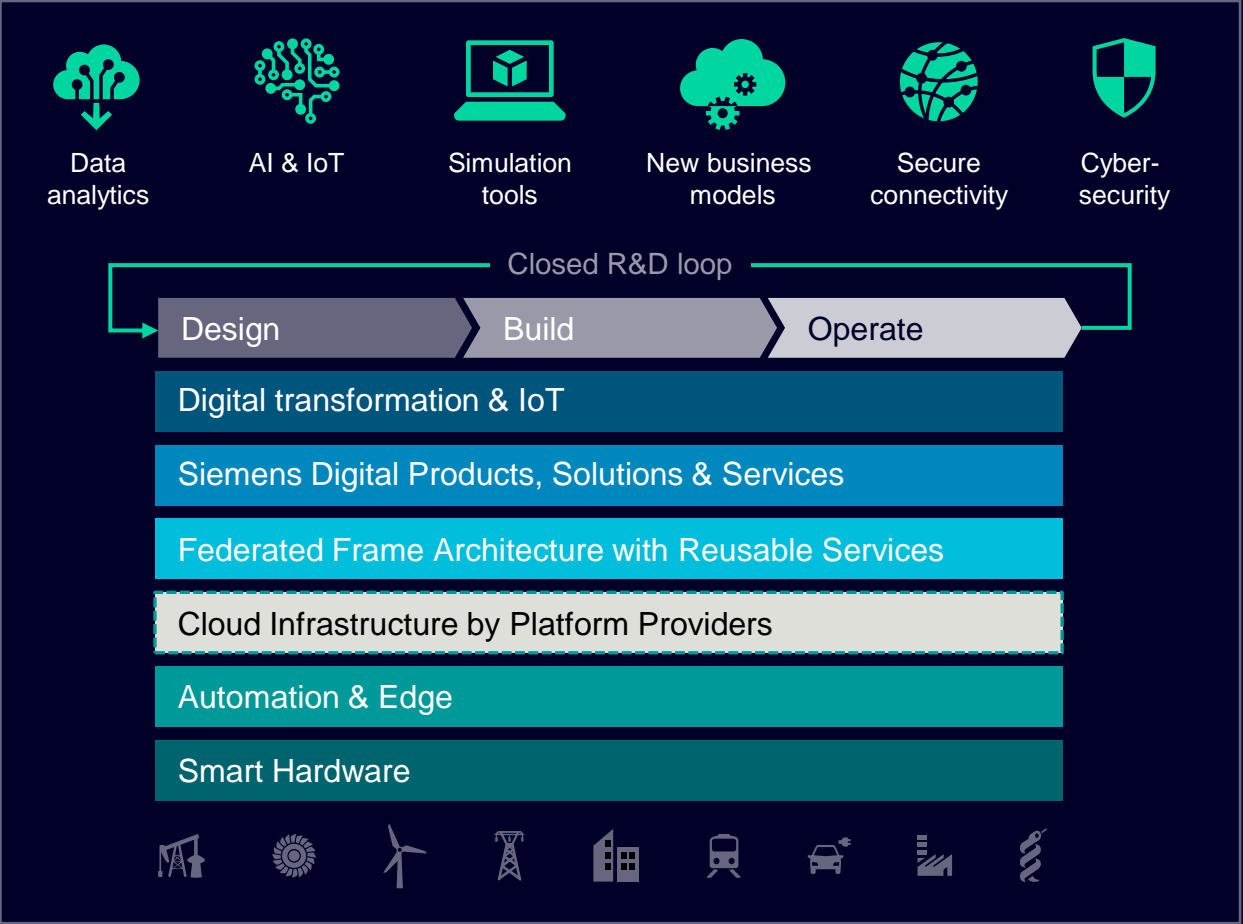 Data
analytics
AI & IoT
Simulation
tools
New business
models
Secure
connectivity
Cyber-
security
Closed R&D loop
Design
Build
Operate
Digital transformation & IoT
Siemens Digital Products, Solutions & Services
Federated Frame Architecture with Reusable Services
Cloud Infrastructure by Platform Providers
Automation & Edge
Smart Hardware